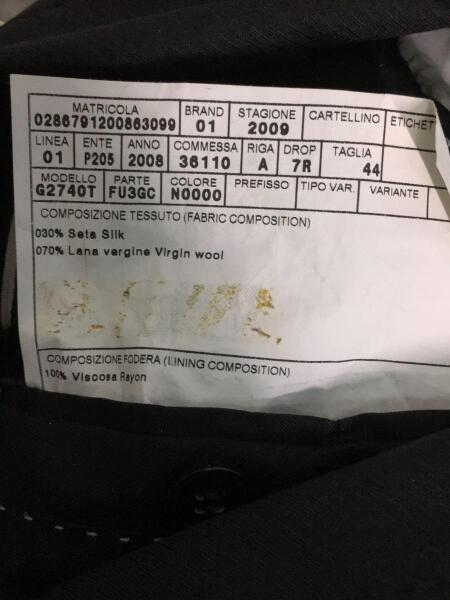 MATRICOLA BRAND STAGIONE CARTELLINO ETICHET
0286791200863099 01 2009
LINEA ENTE ANNO COMMESSA RIGA DROP TAGLIA
01 P205 2008 36110 A 7R 44
MODELLO PARTE COLORE PREFISSO TIPO VAR. VARIANTE
G2740T FU3GC N0000
COMPOSIZIONE TESSUTO (FABRIC COMPOSITION)
030% Seta Silk
070% Lana vergine Virgin wool
COMPOSIZIONE FODERA (LINING COMPOSITION)
100% Viscosa Rayon